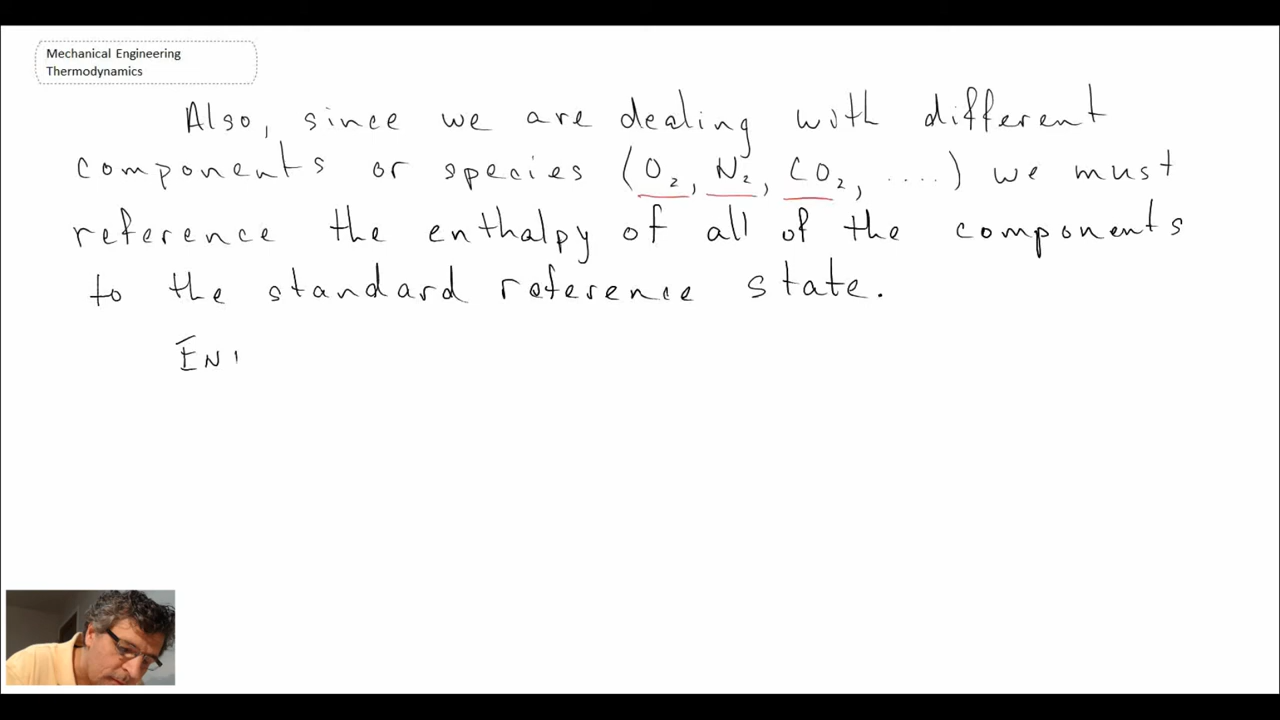 Mechanical Engineering
Thermodynamics
Also, since we are dealing with different
components or species (O₂, N₂, CO₂, ....) we must
reference the enthalpy of all of the components
to the standard reference state.
EN